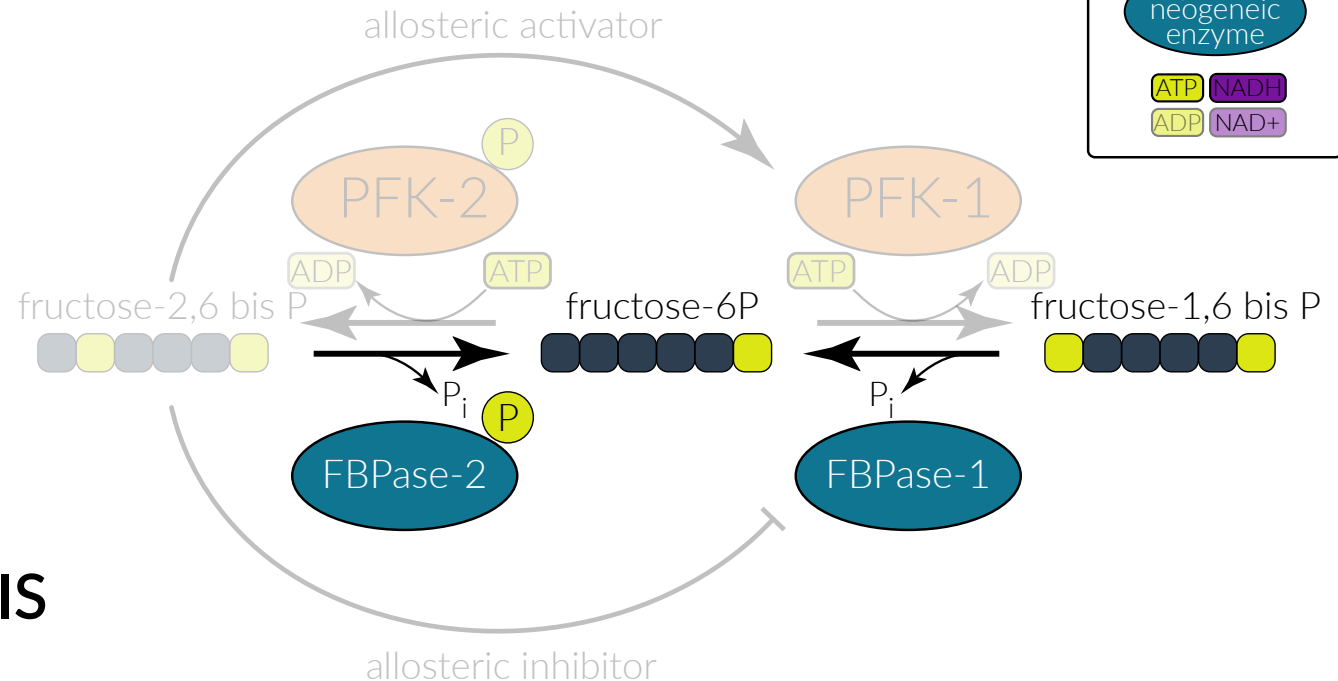 allosteric activator
neogeneic
enzyme
ATP NADH
ADP NAD+
P
PFK-2
PFK-1
ADP
ATP
ATP
ADP
fructose-2,6 bis P
fructose-6P
fructose-1,6 bis P
Pi
P
Pi
FBPase-2
FBPase-1
IS
allosteric inhibitor